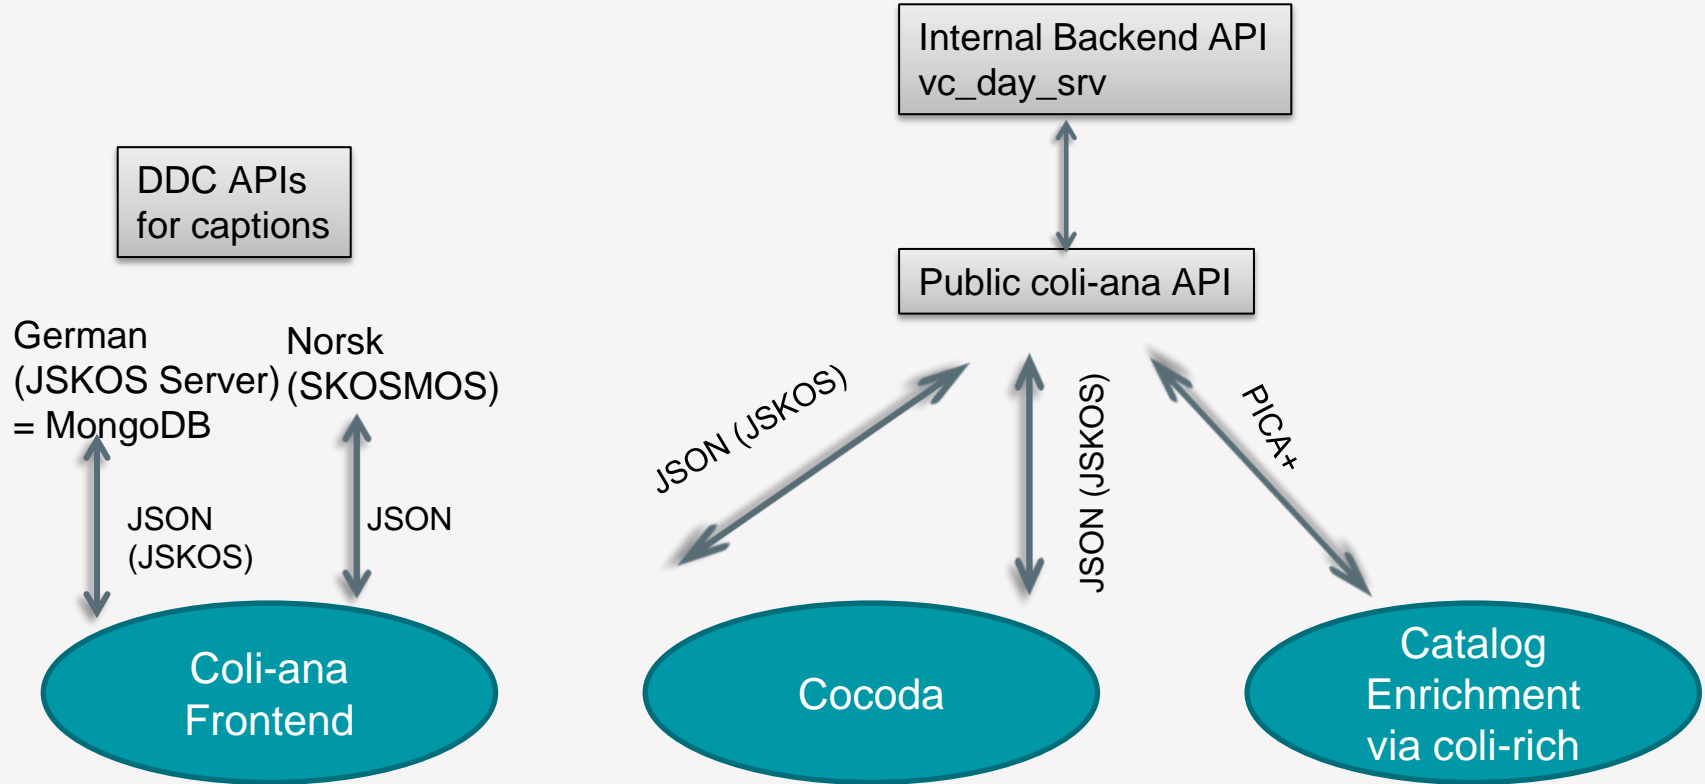 Internal Backend API
vc_day_srv
DDC APIs
for captions
Public coli-ana API
German
(JSKOS Server)
= MongoDB
Norsk
(SKOSMOS)
JSON
(JSKOS)
JSON
JSON (JSKOS)
JSON (JSKOS)
PICA+
Coli-ana
Frontend
Cocoda
Catalog
Enrichment
via coli-rich